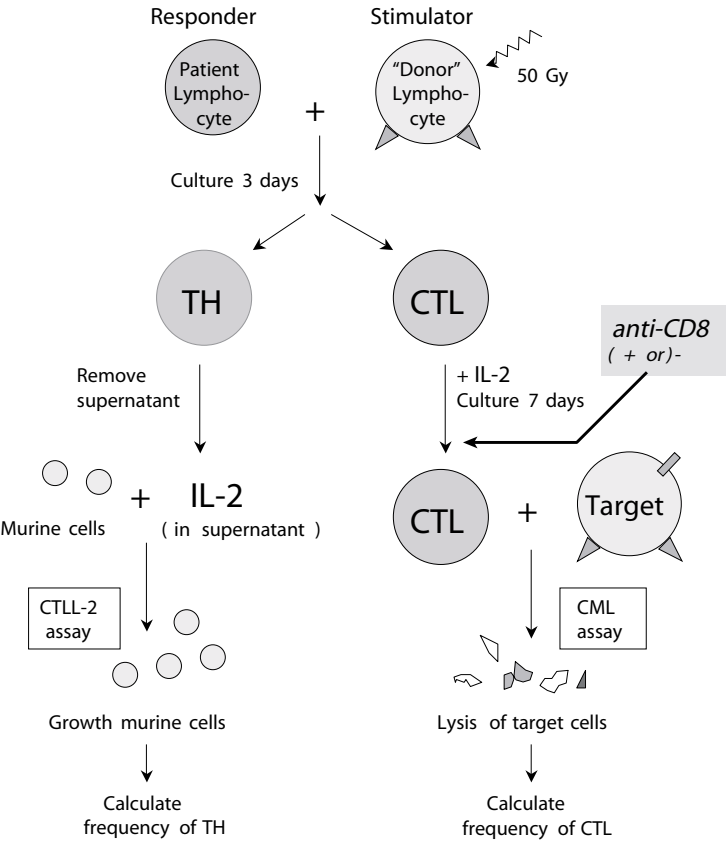 Responder
Stimulator
Patient
Lympho-
cyte
+
"Donor"
Lympho-
cyte
50 Gy
Culture 3 days
TH
CTL
anti-CD8
( + or)-
Remove
supernatant
+ IL-2
Culture 7 days
+
IL-2
Murine cells
( in supernatant )
CTL
+
Target
CTLL-2
assay
CML
assay
Growth murine cells
Lysis of target cells
Calculate
frequency of TH
Calculate
frequency of CTL